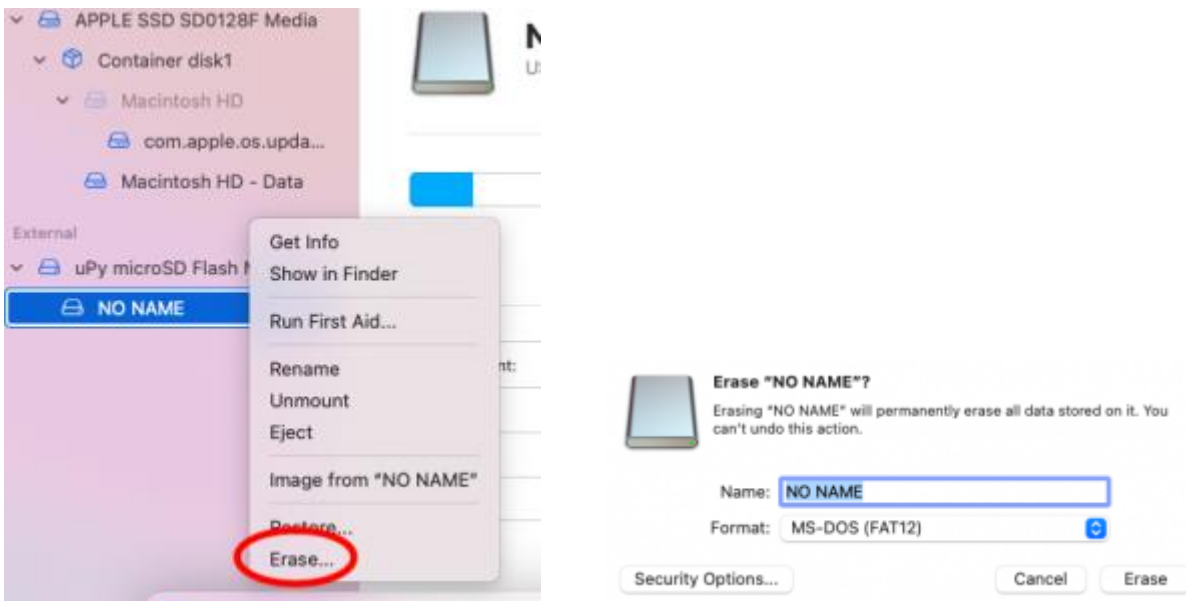 APPLE SSD SD0128F Media
Container disk1
Macintosh HD
com.apple.os.upda...
Macintosh HD - Data
External
uPy microSD Flash
NO NAME
Get Info
Show in Finder
Run First Aid...
Rename
Unmount
Eject
Image from "NO NAME"
Restore...
Erase...
Erase "NO NAME"?
Erasing "NO NAME" will permanently erase all data stored on it. You
can't undo this action.
Name: NO NAME
Format: MS-DOS (FAT12)
Security Options...
Cancel
Erase